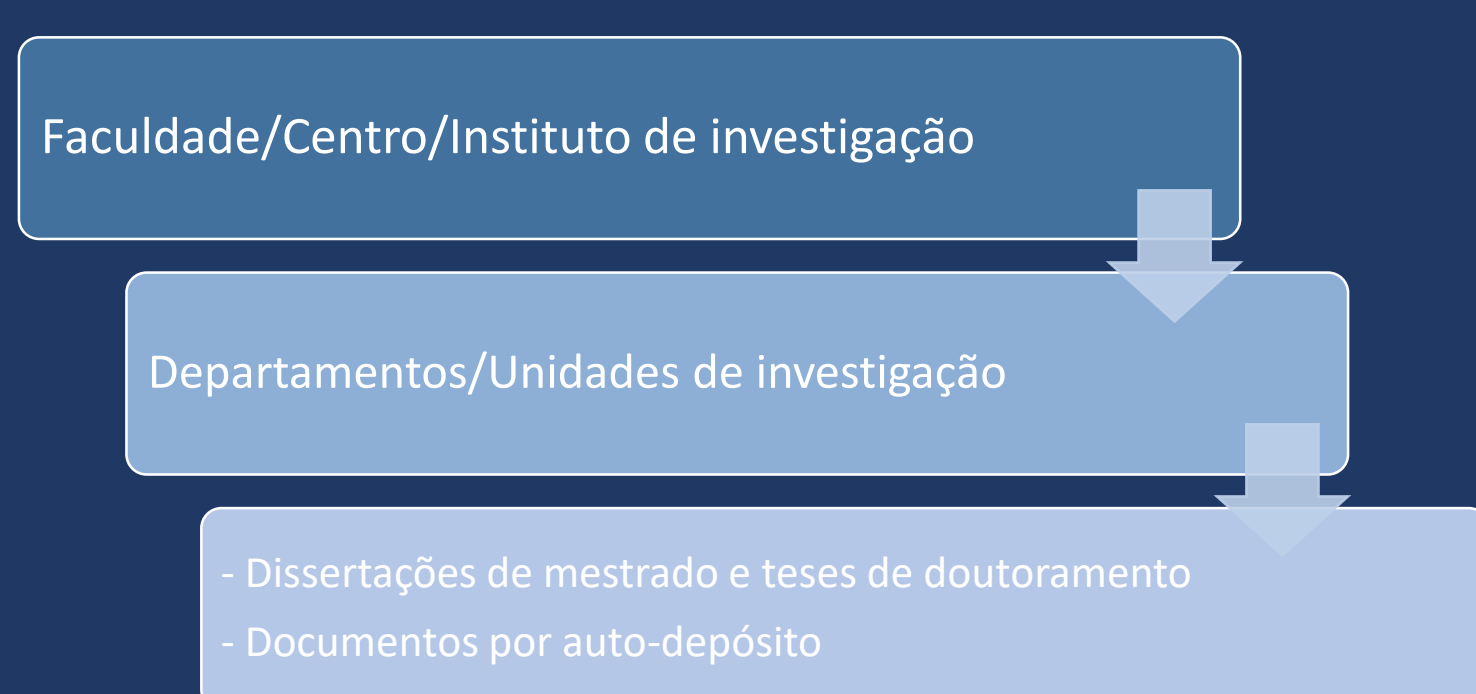 Faculdade/Centro/Instituto de investigação
Departamentos/Unidades de investigação
- Dissertações de mestrado e teses de doutoramento
- Documentos por auto-depósito